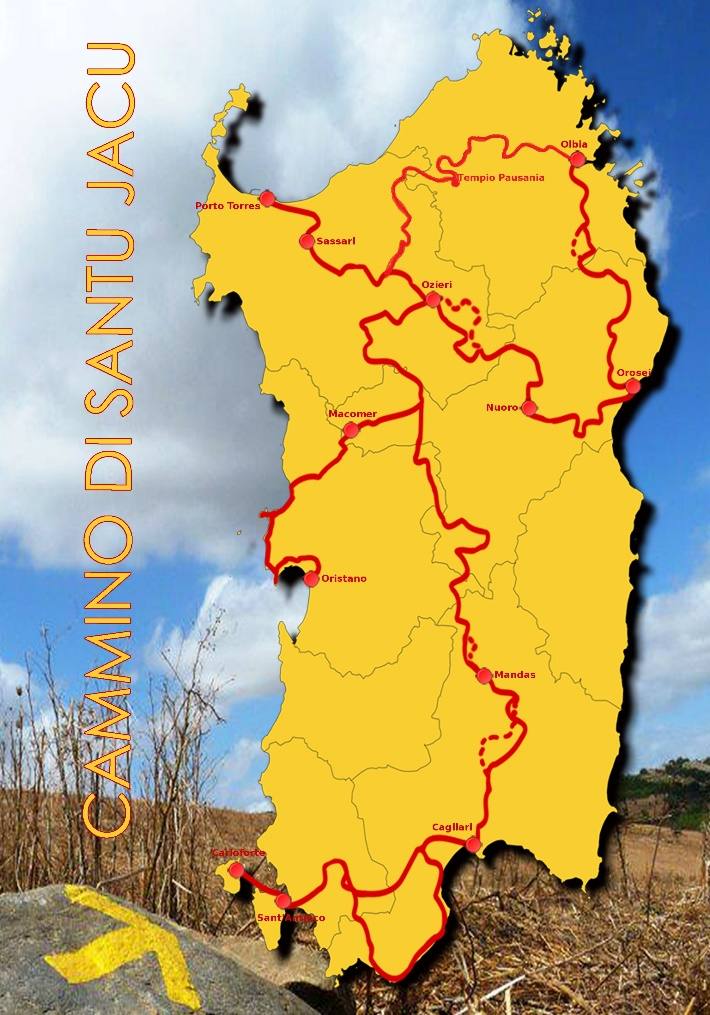 CAMMINO DI SANTU JACU
Olbia
Tempio Pausania
Porto Torres
Sassari
Ozieri
Orosei
Nuoro
Macomer
Oristano
Mandas
Cagliari
Carloforte
Sant'Antioco